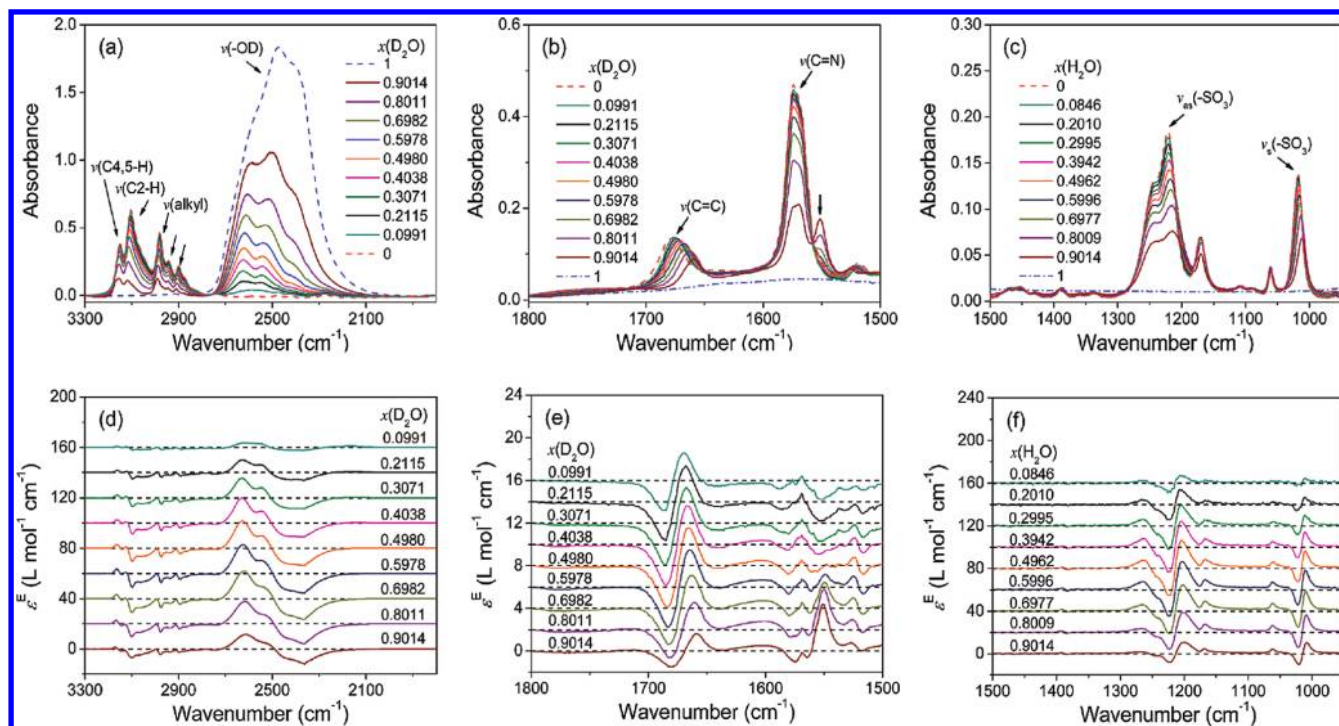 (a)
ν(-OD)
x(D₂O)
1
0.9014
0.8011
0.6982
0.5978
0.4980
0.4038
0.3071
0.2115
0.0991
0
ν(C4,5-H)
ν(C2-H)
ν(alkyl)
2.0
1.5
1.0
0.5
0.0
Absorbance
3300 2900 2500 2100
Wavenumber (cm⁻¹)
(b)
x(D₂O)
0
0.0991
0.2115
0.3071
0.4038
0.4980
0.5978
0.6982
0.8011
0.9014
1
ν(C=N)
ν(C=C)
0.6
0.4
0.2
0.0
Absorbance
1800 1700 1600 1500
Wavenumber (cm⁻¹)
(c)
x(H₂O)
0
0.0846
0.2010
0.2995
0.3942
0.4962
0.5996
0.6977
0.8009
0.9014
1
νas(-SO₃)
νs(-SO₃)
0.30
0.25
0.20
0.15
0.10
0.05
0.00
Absorbance
1500 1400 1300 1200 1100 1000
Wavenumber (cm⁻¹)
(d)
x(D₂O)
0.0991
0.2115
0.3071
0.4038
0.4980
0.5978
0.6982
0.8011
0.9014
200
160
120
80
40
0
εᴱ (L mol⁻¹ cm⁻¹)
3300 2900 2500 2100
Wavenumber (cm⁻¹)
(e)
x(D₂O)
0.0991
0.2115
0.3071
0.4038
0.4980
0.5978
0.6982
0.8011
0.9014
24
20
16
12
8
4
0
εᴱ (L mol⁻¹ cm⁻¹)
1800 1700 1600 1500
Wavenumber (cm⁻¹)
(f)
x(H₂O)
0.0846
0.2010
0.2995
0.3942
0.4962
0.5996
0.6977
0.8009
0.9014
240
200
160
120
80
40
0
εᴱ (L mol⁻¹ cm⁻¹)
1500 1400 1300 1200 1100 1000
Wavenumber (cm⁻¹)